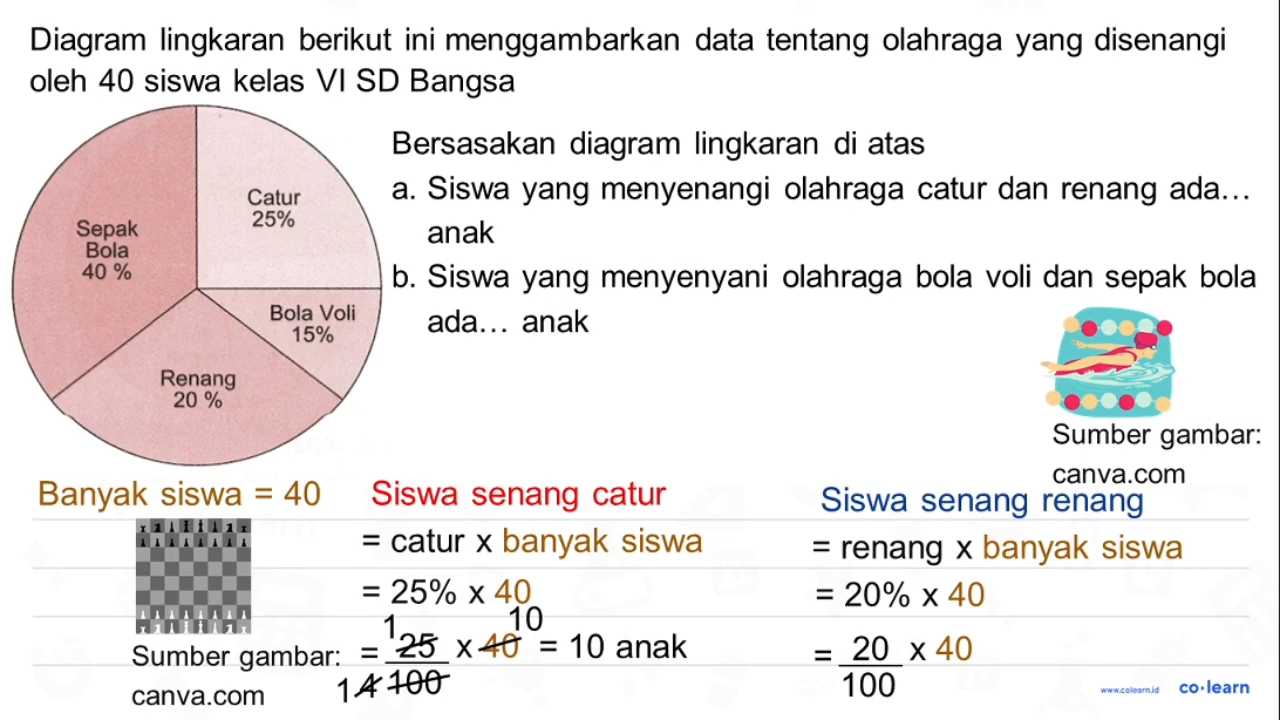 Diagram lingkaran berikut ini menggambarkan data tentang olahraga yang disenangi
oleh 40 siswa kelas VI SD Bangsa
Sepak
Bola
40 %
Catur
25%
Bola Voli
15%
Renang
20 %
Bersasakan diagram lingkaran di atas
a. Siswa yang menyenangi olahraga catur dan renang ada...
anak
b. Siswa yang menyenyani olahraga bola voli dan sepak bola
ada... anak
Sumber gambar:
canva.com
Banyak siswa = 40
Sumber gambar:
canva.com
Siswa senang catur
= catur x banyak siswa
= 25% x 40
1 10
= 25 x 40 = 10 anak
1 4 100
Siswa senang renang
= renang x banyak siswa
= 20% x 40
= 20 x 40
100
www.colearn.id co·learn